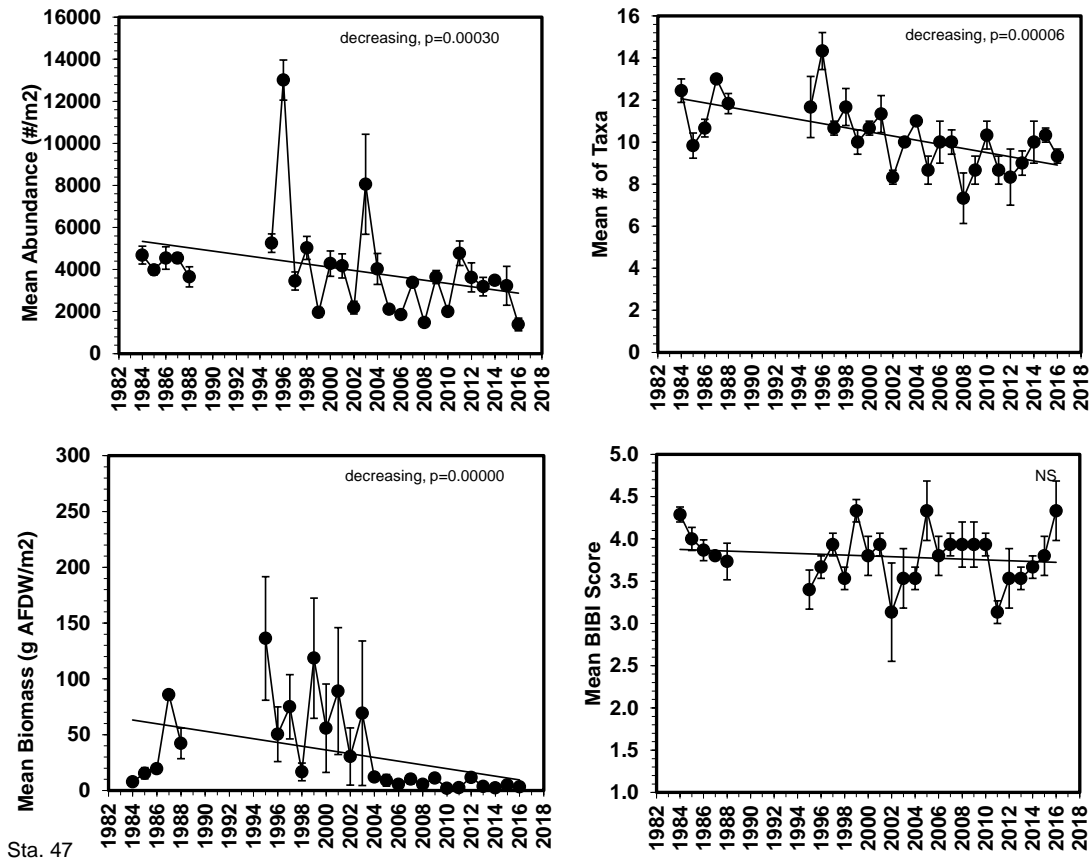 Mean Abundance (#/m2)
16000
14000
12000
10000
8000
6000
4000
2000
0
decreasing, p=0.00030
1982 1984 1986 1988 1990 1992 1994 1996 1998 2000 2002 2004 2006 2008 2010 2012 2014 2016 2018
Mean # of Taxa
16
14
12
10
8
6
4
2
0
decreasing, p=0.00006
1982 1984 1986 1988 1990 1992 1994 1996 1998 2000 2002 2004 2006 2008 2010 2012 2014 2016 2018
Mean Biomass (g AFDW/m2)
300
250
200
150
100
50
0
decreasing, p=0.00000
1982 1984 1986 1988 1990 1992 1994 1996 1998 2000 2002 2004 2006 2008 2010 2012 2014 2016 2018
Mean BIBI Score
5.0
4.5
4.0
3.5
3.0
2.5
2.0
1.5
1.0
NS
1982 1984 1986 1988 1990 1992 1994 1996 1998 2000 2002 2004 2006 2008 2010 2012 2014 2016 2018
Sta. 47